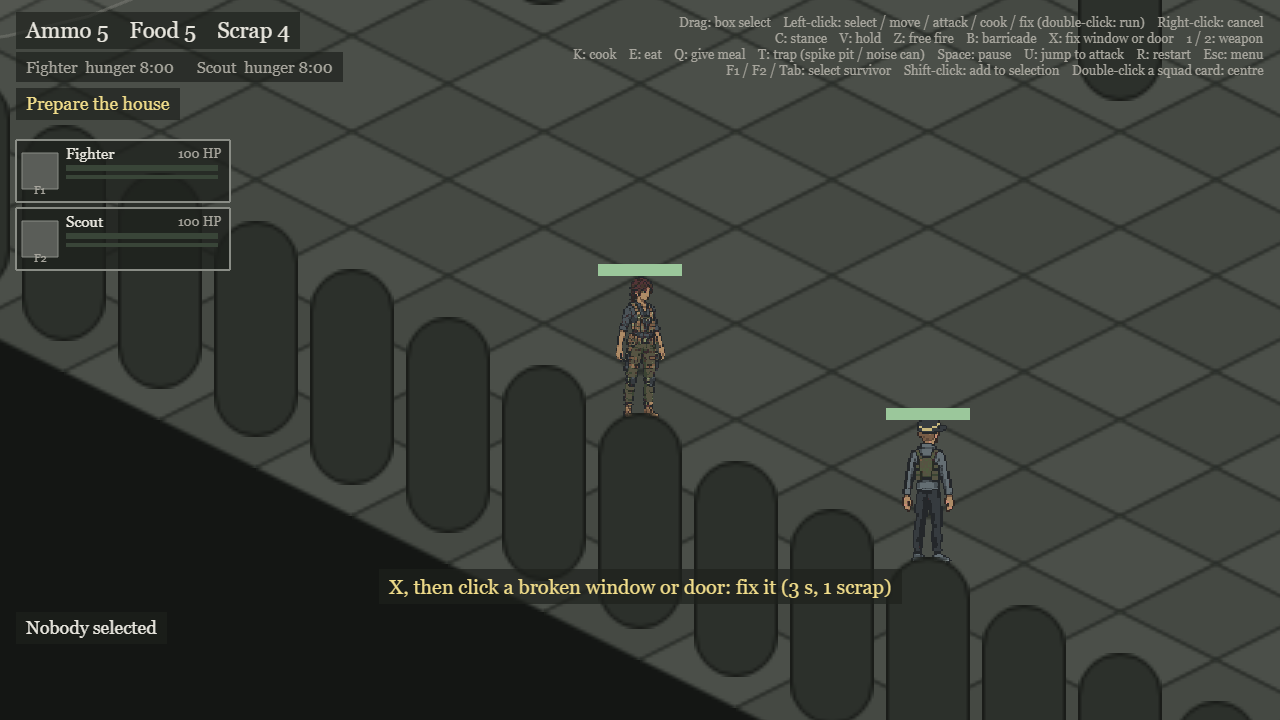 Ammo 5 Food 5 Scrap 4
Fighter hunger 8:00 Scout hunger 8:00
Prepare the house
Fighter 100 HP
F1
Scout 100 HP
F2
Drag: box select Left-click: select / move / attack / cook / fix (double-click: run) Right-click: cancel
C: stance V: hold Z: free fire B: barricade X: fix window or door 1 / 2: weapon
K: cook E: eat Q: give meal T: trap (spike pit / noise can) Space: pause U: jump to attack R: restart Esc: menu
F1 / F2 / Tab: select survivor Shift-click: add to selection Double-click a squad card: centre
X, then click a broken window or door: fix it (3 s, 1 scrap)
Nobody selected